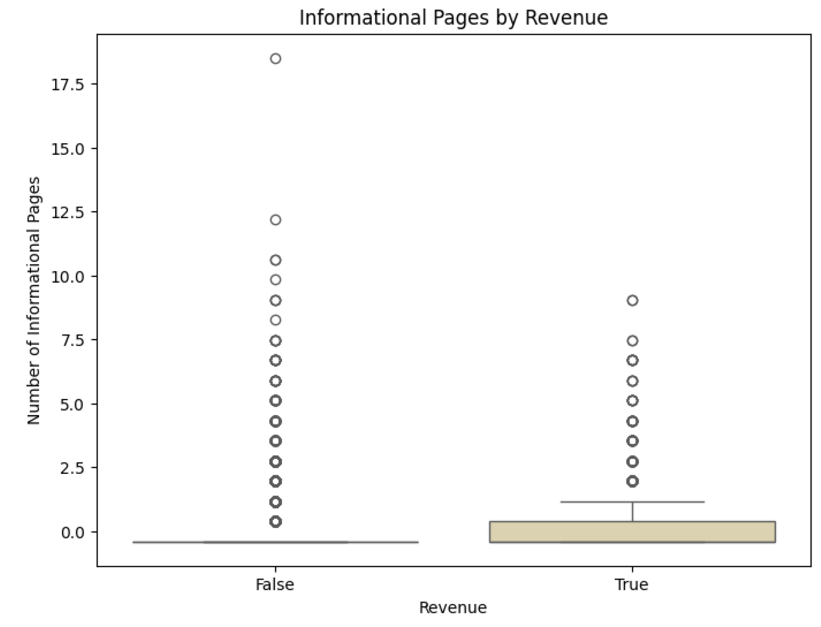 Informational Pages by Revenue
Number of Informational Pages
17.5
15.0
12.5
10.0
7.5
5.0
2.5
0.0
False
True
Revenue